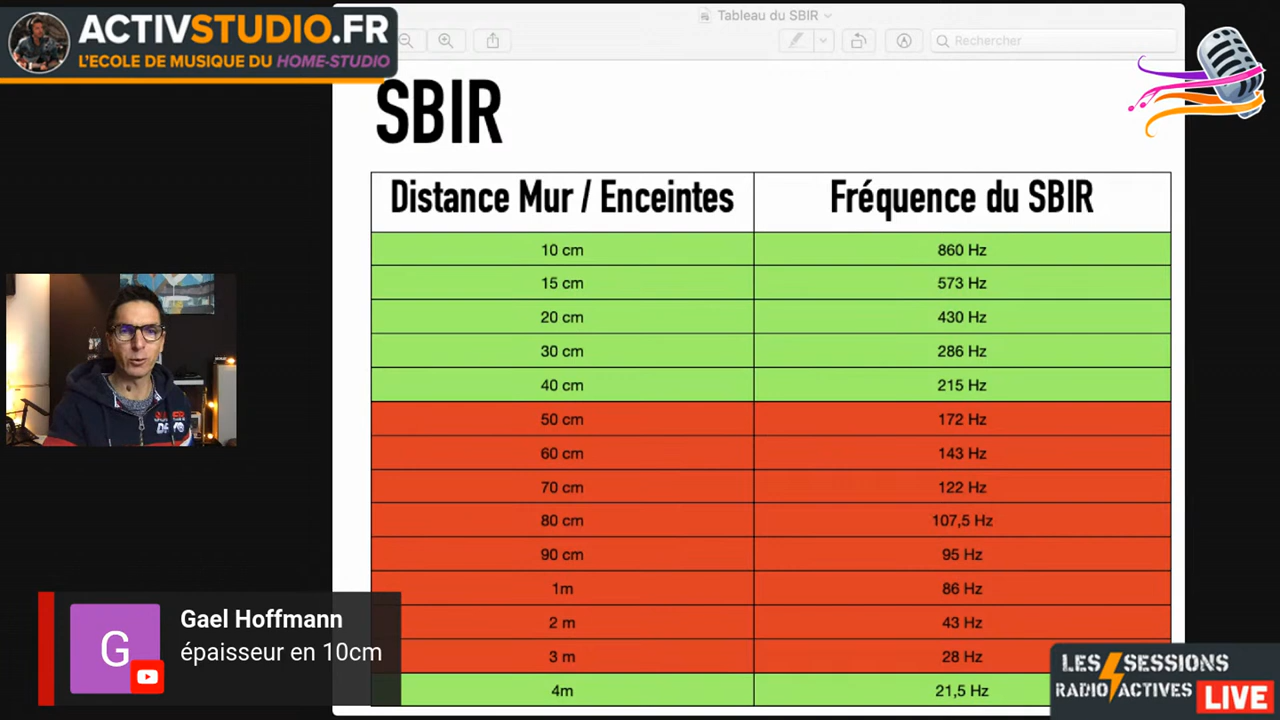 ACTIVSTUDIO.FR
L'ECOLE DE MUSIQUE DU HOME-STUDIO
Tableau du SBIR
Rechercher
SBIR
Distance Mur / Enceintes Fréquence du SBIR
10 cm 860 Hz
15 cm 573 Hz
20 cm 430 Hz
30 cm 286 Hz
40 cm 215 Hz
50 cm 172 Hz
60 cm 143 Hz
70 cm 122 Hz
80 cm 107,5 Hz
90 cm 95 Hz
1m 86 Hz
2 m 43 Hz
3 m 28 Hz
4m 21,5 Hz
G
Gael Hoffmann
épaisseur en 10cm
LES SESSIONS
RADIO ACTIVES LIVE